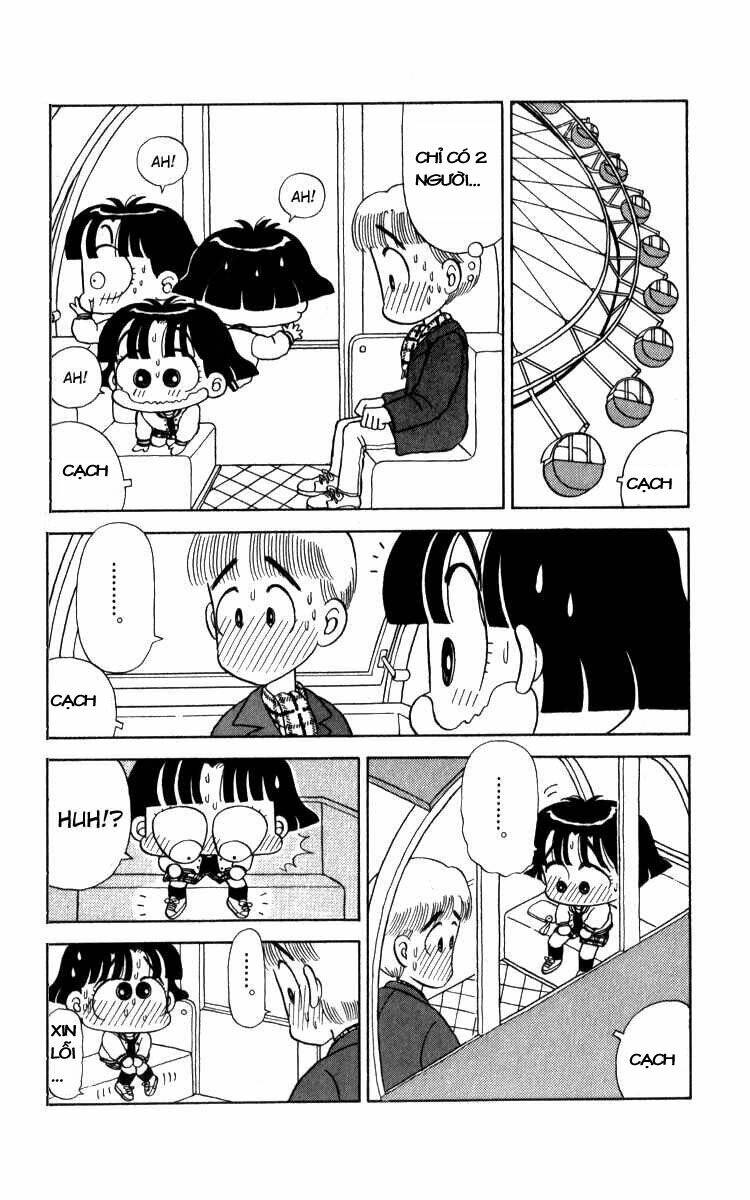 CẠCH
CHỈ CÓ 2
NGƯỜI...
AH!
AH!
AH!
CẠCH
........。
CẠCH
........。
CẠCH
HUH!?
........。
XIN
LỖI
...